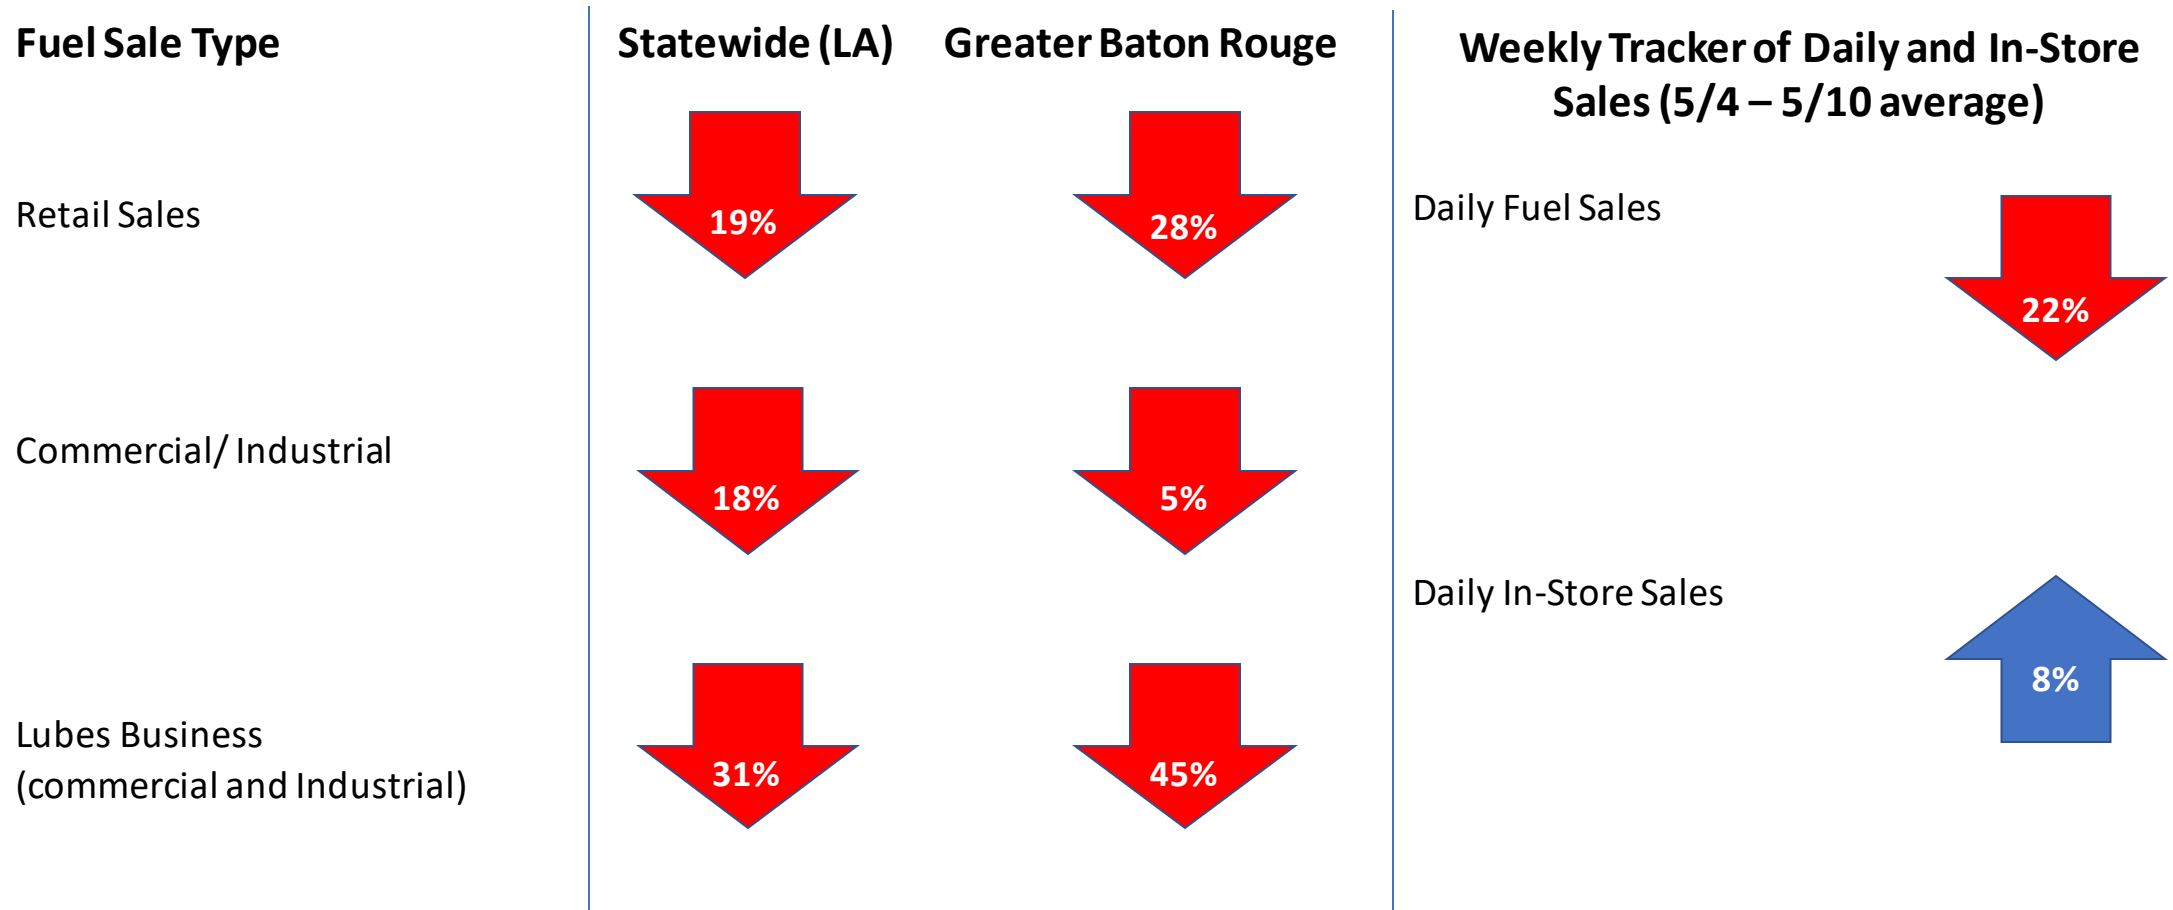 Fuel Sale Type
Statewide (LA)
Greater Baton Rouge
Retail Sales
19%
28%
Commercial/ Industrial
18%
5%
Lubes Business
(commercial and Industrial)
31%
45%
Weekly Tracker of Daily and In-Store
Sales (5/4 – 5/10 average)
Daily Fuel Sales
22%
Daily In-Store Sales
8%